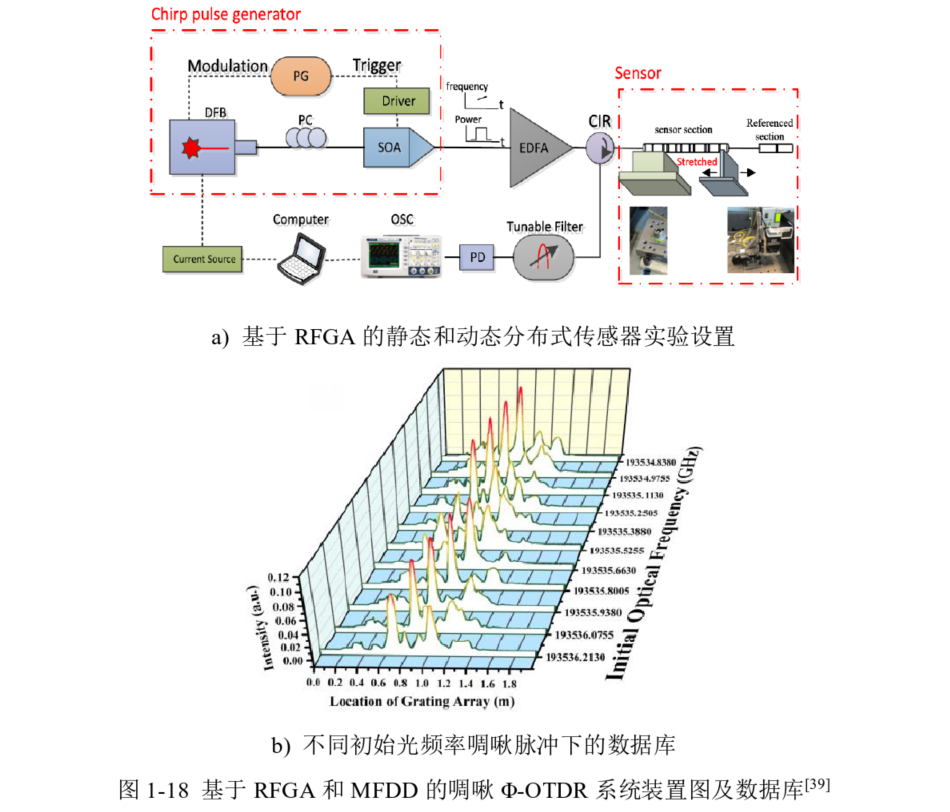 Chirp pulse generator
Modulation
PG
Trigger
Sensor
DFB
PC
Driver
SOA
frequency
t
Power
t
EDFA
CIR
sensor section
Referenced
section
Stretched
Computer
OSC
Tunable Filter
Current Source
PD
a) 基于 RFGA 的静态和动态分布式传感器实验设置
193534.8380
193534.9755
193535.1130
193535.2505
193535.3880
193535.5255
193535.6630
193535.8005
193535.9380
193536.0755
193536.2130
Initial Optical Frequency (GHz)
0.12
0.10
0.08
0.06
0.04
0.02
0.00
Intensity (a.u.)
0.0 0.2 0.4 0.6 0.8 1.0 1.2 1.4 1.6 1.8
Location of Grating Array (m)
b) 不同初始光频率啁啾脉冲下的数据库
图 1-18 基于 RFGA 和 MFDD 的啁啾 Φ-OTDR 系统装置图及数据库[39]